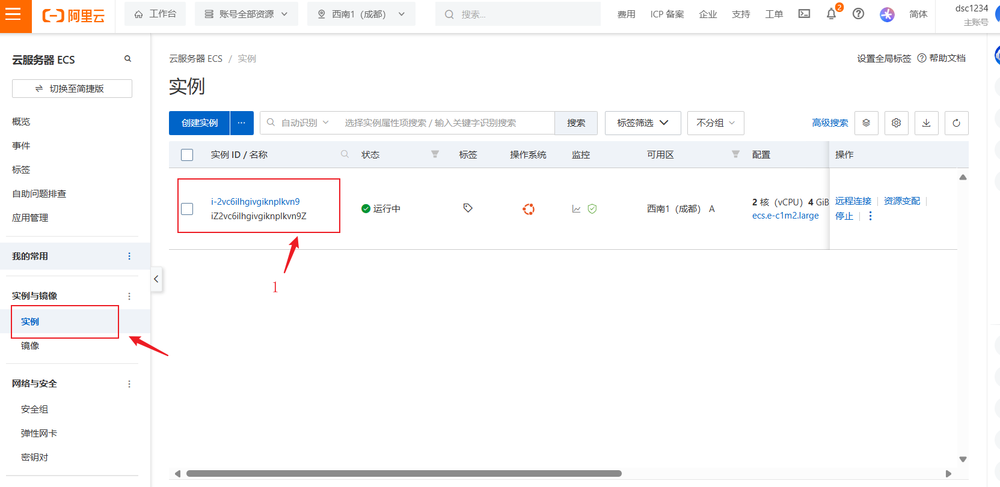 阿里云
工作台
账号全部资源
西南1（成都）
搜索...
费用
ICP 备案
企业
支持
工单
2
简体
dsc1234
主账号
云服务器 ECS
切换至简捷版
概览
事件
标签
自助问题排查
应用管理
我的常用
实例与镜像
实例
镜像
网络与安全
安全组
弹性网卡
密钥对
云服务器 ECS / 实例
设置全局标签
帮助文档
实例
创建实例
···
自动识别
选择实例属性项搜索 / 输入关键字识别搜索
搜索
标签筛选
不分组
高级搜索
实例 ID / 名称
状态
标签
操作系统
监控
可用区
配置
操作
i-2vc6ilhgivgiknplkvn9
iZ2vc6ilhgivgiknplkvn9Z
运行中
西南1（成都） A
2 核（vCPU） 4 GiB
ecs.e-c1m2.large
远程连接
资源变配
停止
1